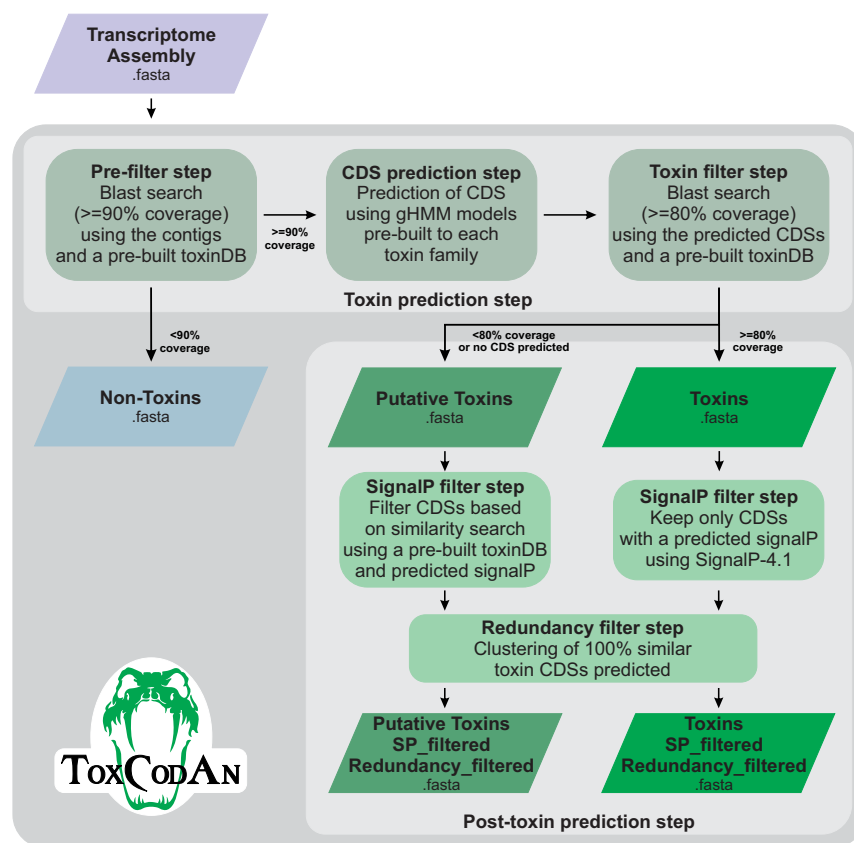 Transcriptome
Assembly
.fasta
Pre-filter step
Blast search
(>=90% coverage)
using the contigs
and a pre-built toxinDB
>=90%
coverage
CDS prediction step
Prediction of CDS
using gHMM models
pre-built to each
toxin family
Toxin filter step
Blast search
(>=80% coverage)
using the predicted CDSs
and a pre-built toxinDB
Toxin prediction step
<90%
coverage
<80% coverage
or no CDS predicted
>=80%
coverage
Non-Toxins
.fasta
Putative Toxins
.fasta
Toxins
.fasta
SignalP filter step
Filter CDSs based
on similarity search
using a pre-built toxinDB
and predicted signalP
SignalP filter step
Keep only CDSs
with a predicted signalP
using SignalP-4.1
Redundancy filter step
Clustering of 100% similar
toxin CDSs predicted
Putative Toxins
SP_filtered
Redundancy_filtered
.fasta
Toxins
SP_filtered
Redundancy_filtered
.fasta
ToxCodAn
Post-toxin prediction step